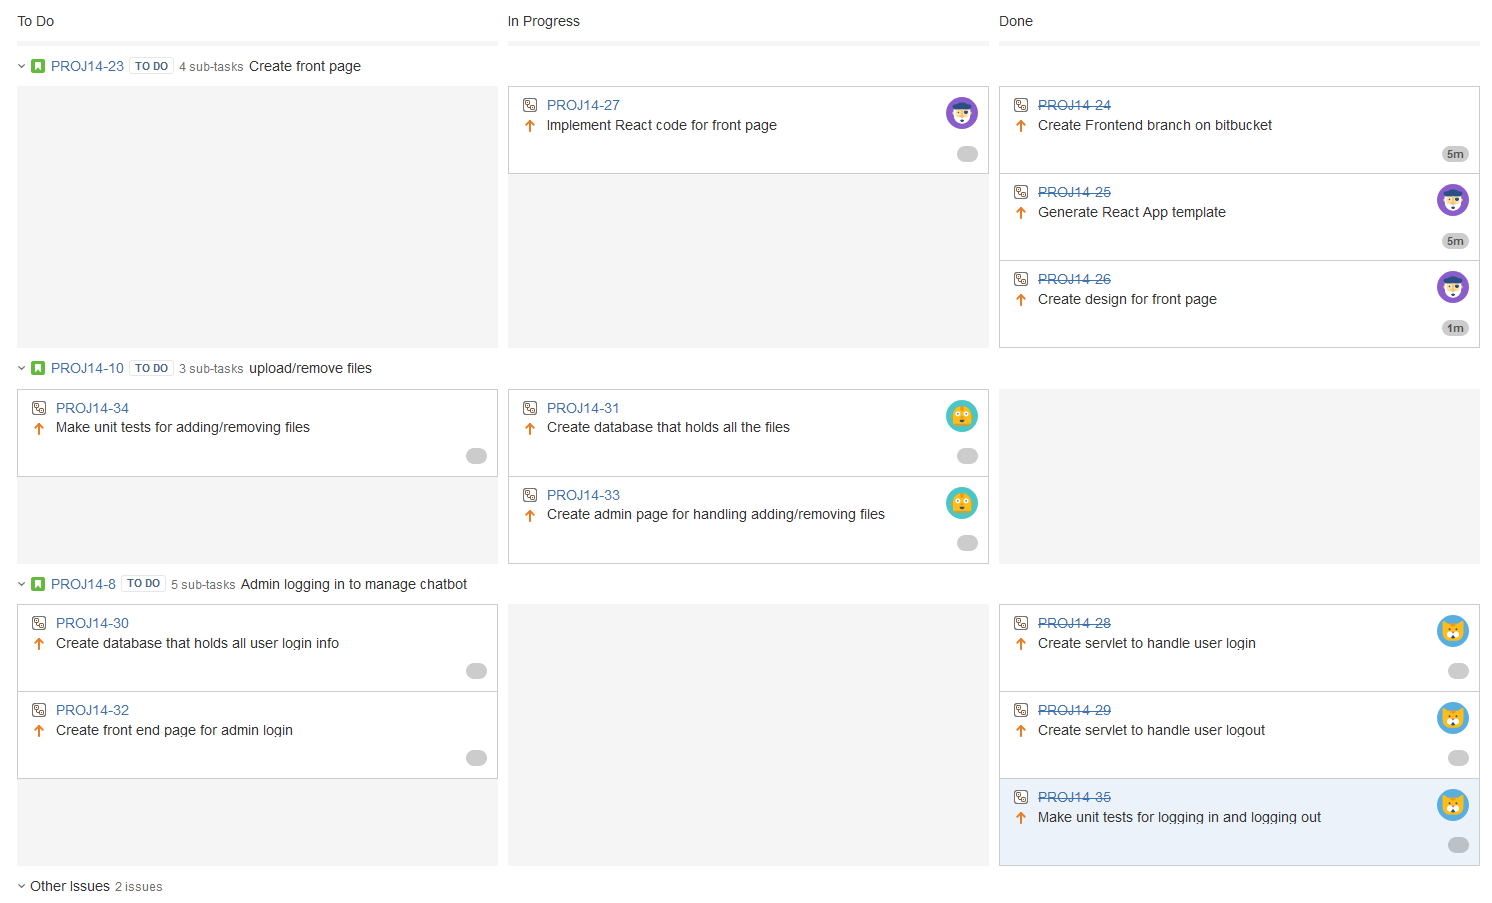 To Do
In Progress
Done
PROJ14-23 TO DO 4 sub-tasks Create front page
PROJ14-27
Implement React code for front page
PROJ14-24
Create Frontend branch on bitbucket
5m
PROJ14-25
Generate React App template
5m
PROJ14-26
Create design for front page
1m
PROJ14-10 TO DO 3 sub-tasks upload/remove files
PROJ14-34
Make unit tests for adding/removing files
PROJ14-31
Create database that holds all the files
PROJ14-33
Create admin page for handling adding/removing files
PROJ14-8 TO DO 5 sub-tasks Admin logging in to manage chatbot
PROJ14-30
Create database that holds all user login info
PROJ14-32
Create front end page for admin login
PROJ14-28
Create servlet to handle user login
PROJ14-29
Create servlet to handle user logout
PROJ14-35
Make unit tests for logging in and logging out
Other Issues 2 issues